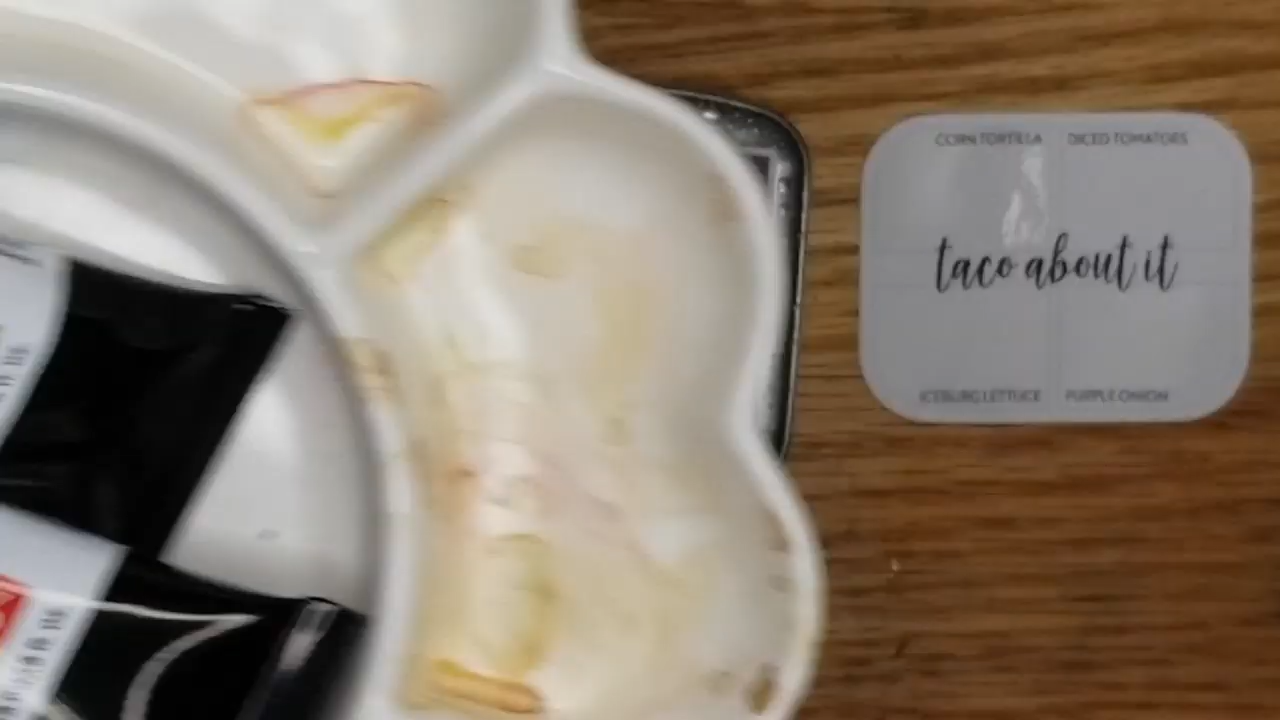 CORN TORTILLA DICED TOMATOES
taco about it
ICEBURG LETTUCE PURPLE ONION